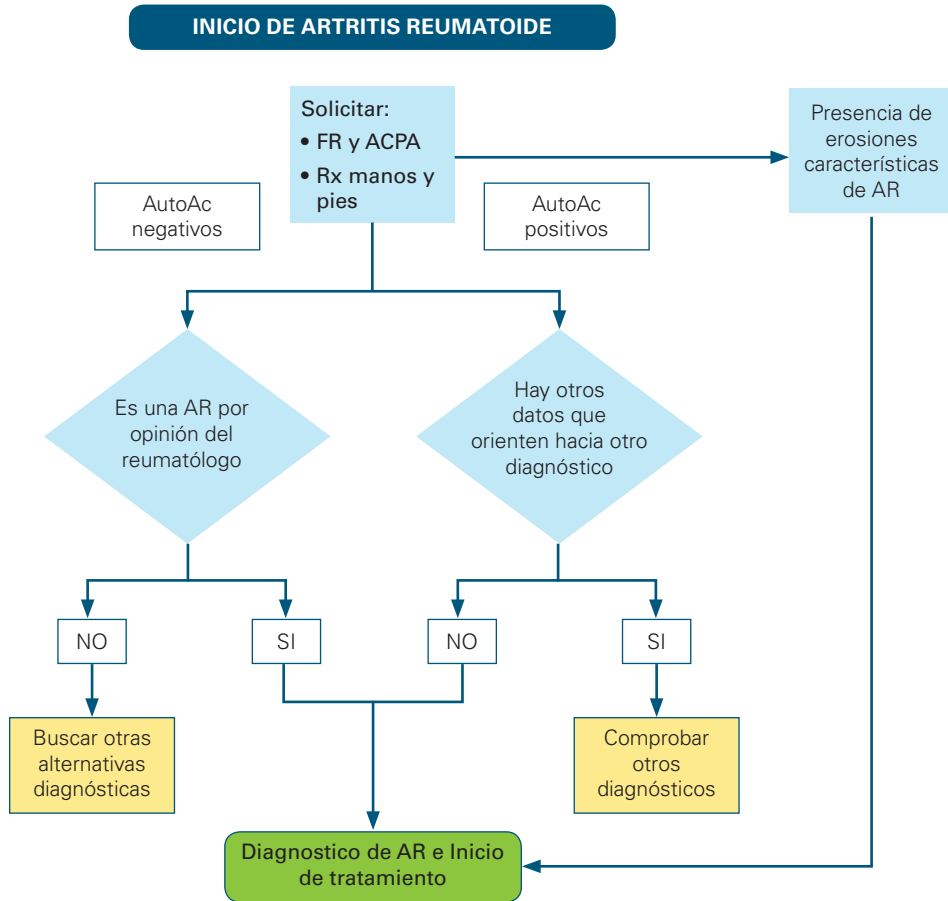 INICIO DE ARTRITIS REUMATOIDE
Solicitar:
• FR y ACPA
• Rx manos y
pies
Presencia de
erosiones
características
de AR
AutoAc
negativos
AutoAc
positivos
Es una AR por
opinión del
reumatólogo
Hay otros
datos que
orienten hacia otro
diagnóstico
NO
SI
NO
SI
Buscar otras
alternativas
diagnósticas
Comprobar
otros
diagnósticos
Diagnostico de AR e Inicio
de tratamiento